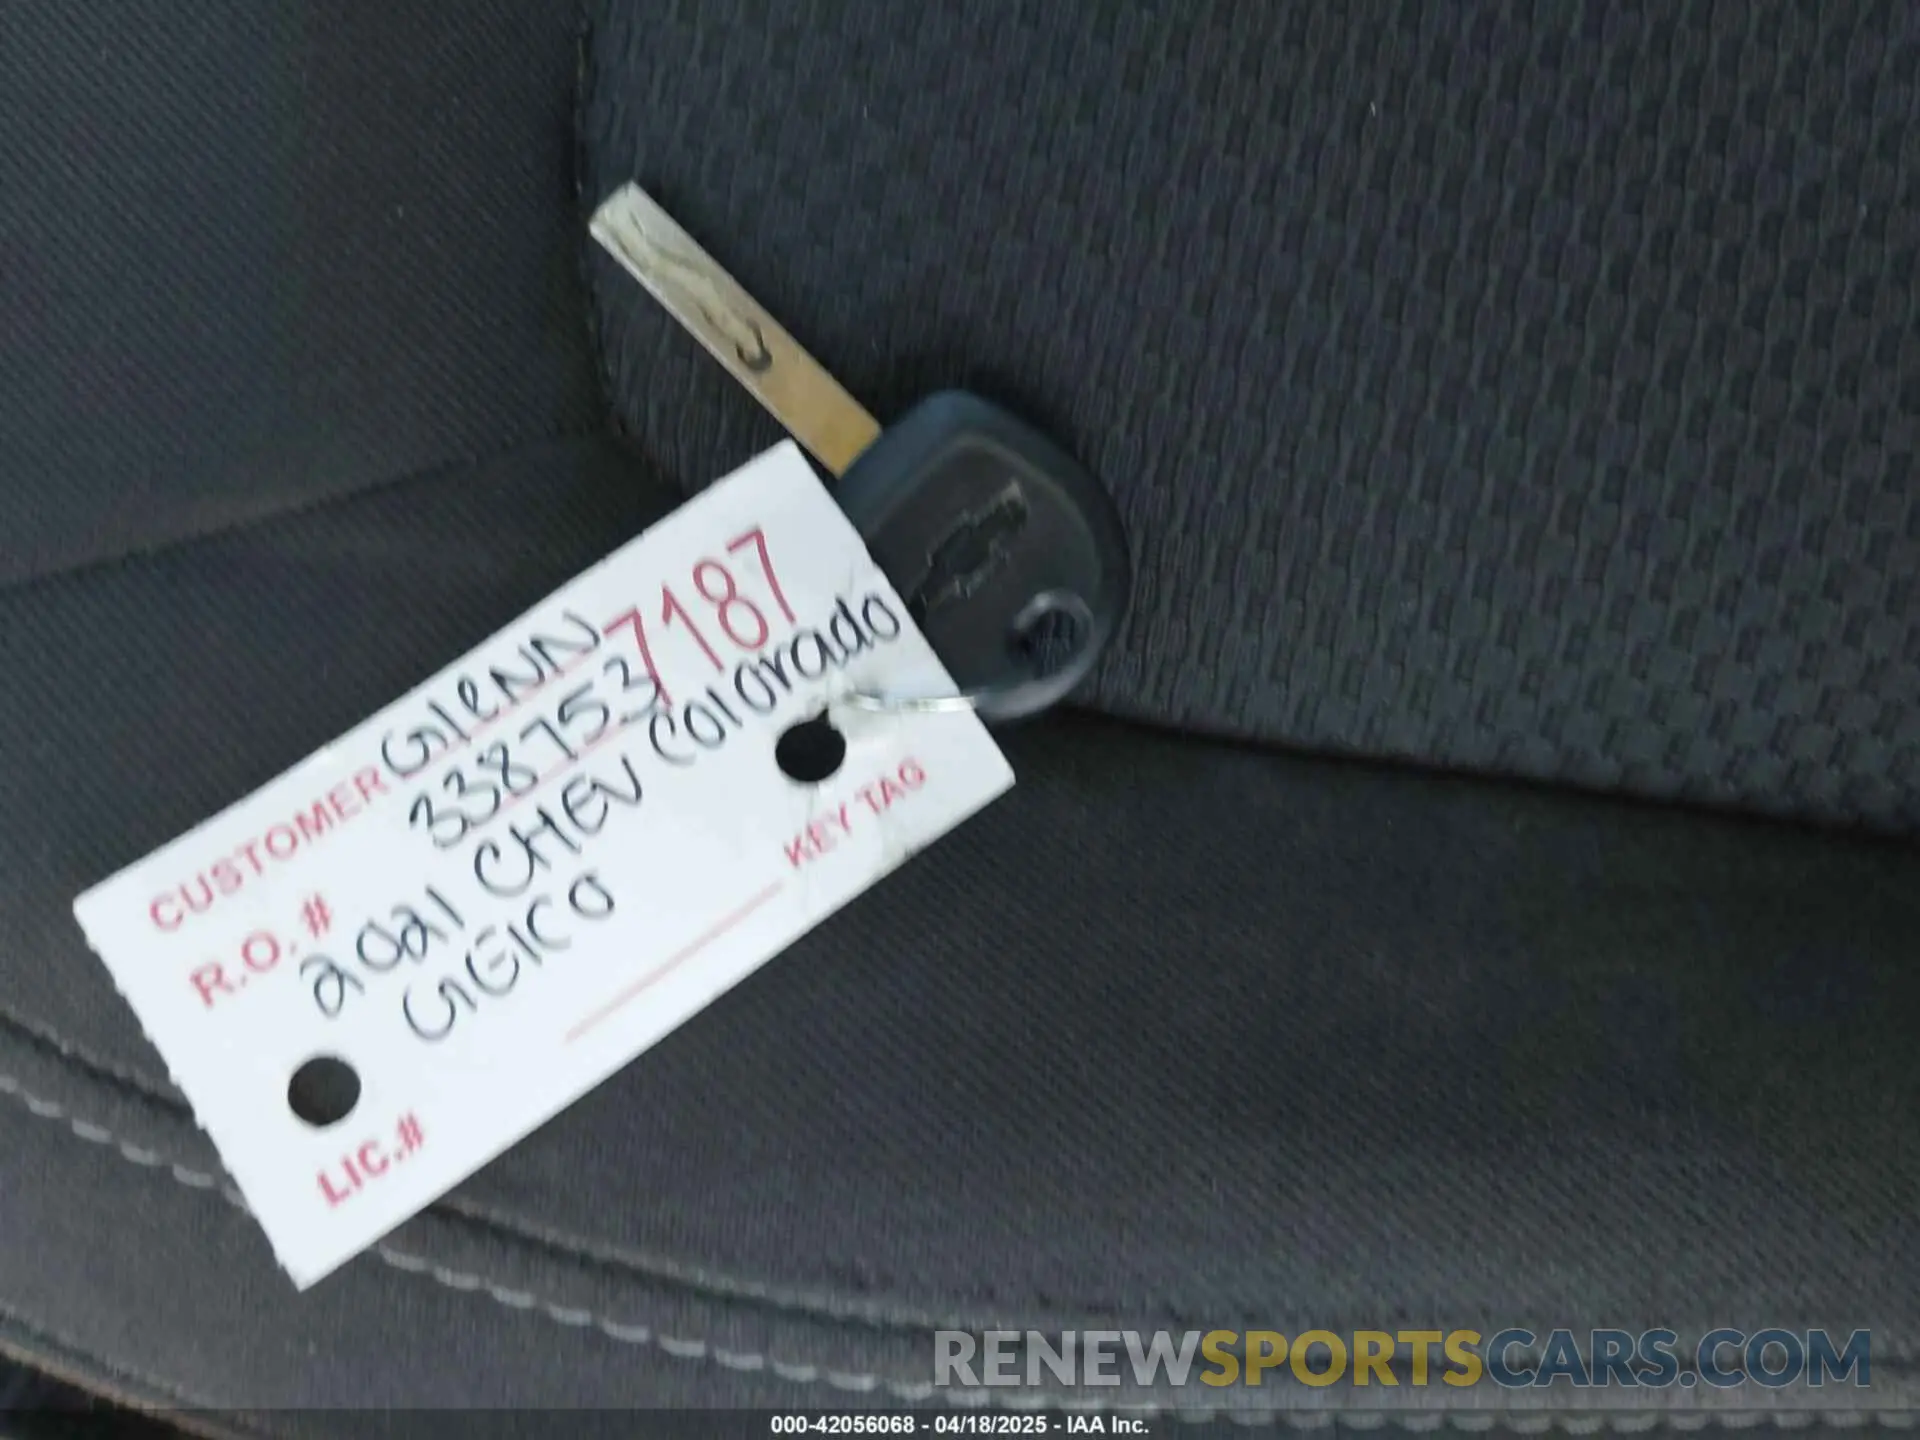 7187
CUSTOMER Glenn
R.O. # 338753
2021 CHEV Colorado
GEICO
KEY TAG
LIC.#
RENEWSPORTSCARS.COM
000-42056068 - 04/18/2025 - IAA Inc.